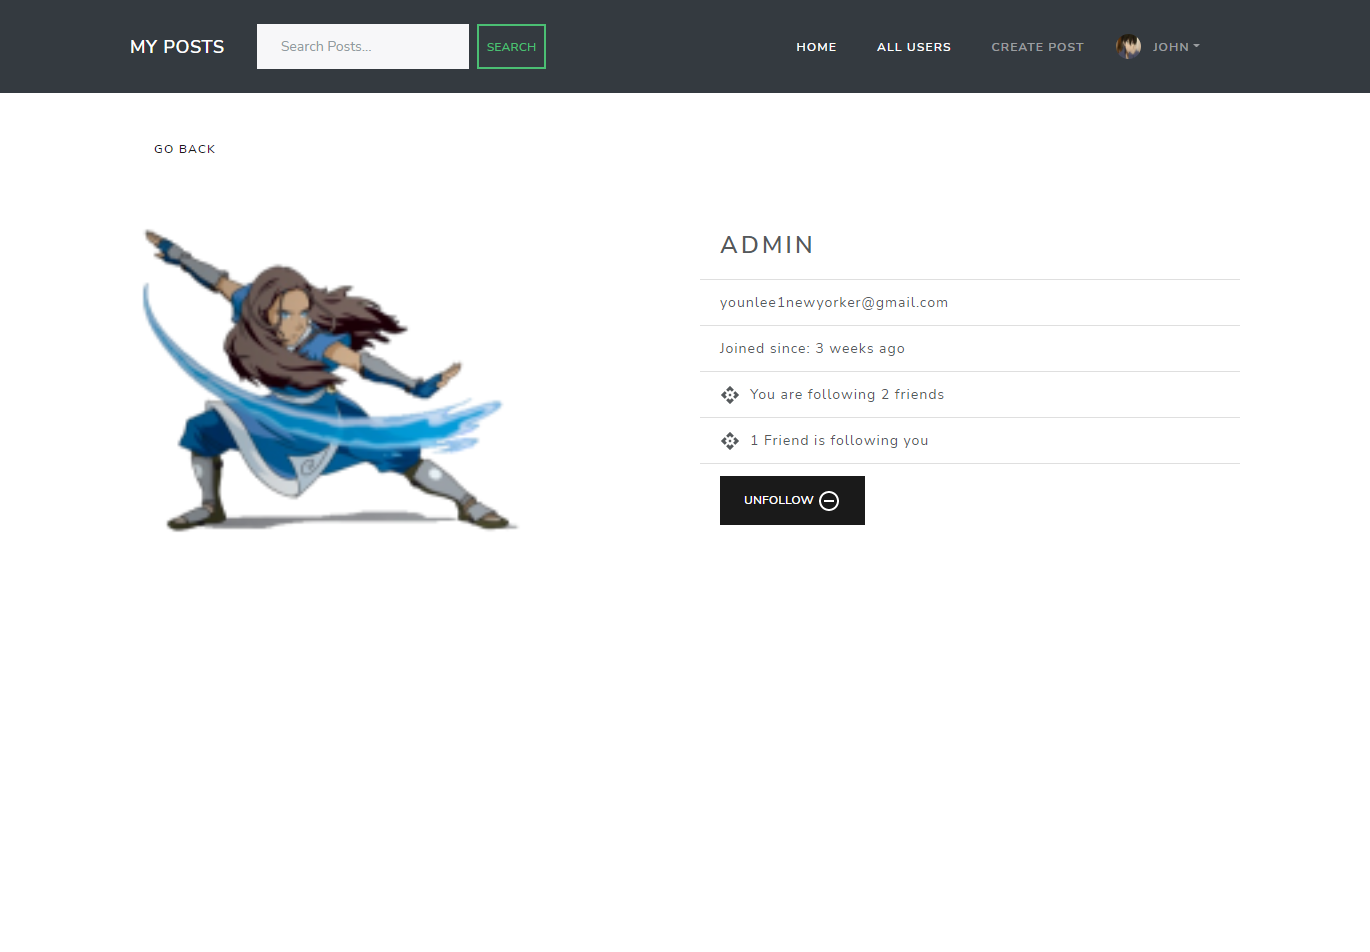 MY POSTS
Search Posts...
SEARCH
HOME
ALL USERS
CREATE POST
JOHN
GO BACK
ADMIN
younlee1newyorker@gmail.com
Joined since: 3 weeks ago
You are following 2 friends
1 Friend is following you
UNFOLLOW